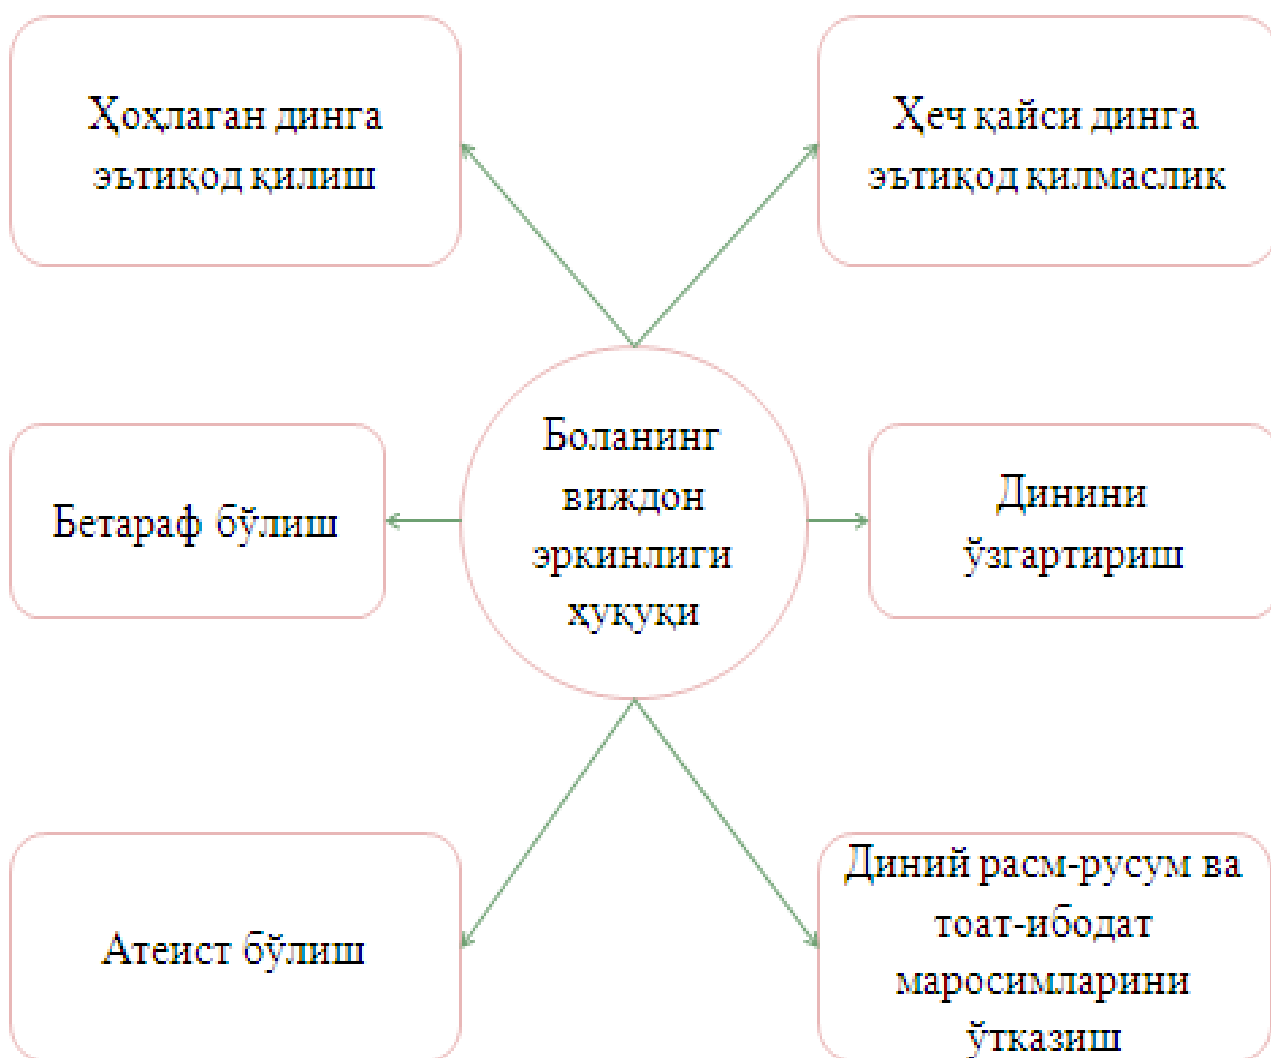 Ҳоҳлаган динга
эътиқод қилиш
Ҳеч қайси динга
эътиқод қилмаслик
Боланинг
виждон
эркинлиги
ҳуқуқи
Бетараф бўлиш
Динини
ўзгартириш
Атеист бўлиш
Диний расм-русум ва
тоат-ибодат
маросимларини
ўтказиш